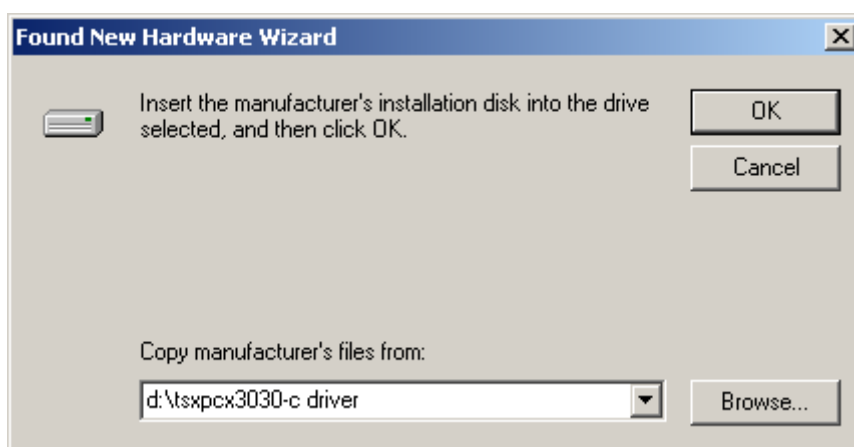 Found New Hardware Wizard
Insert the manufacturer's installation disk into the drive
selected, and then click OK.
OK
Cancel
Copy manufacturer's files from:
d:\tsxpcx3030-c driver
Browse...